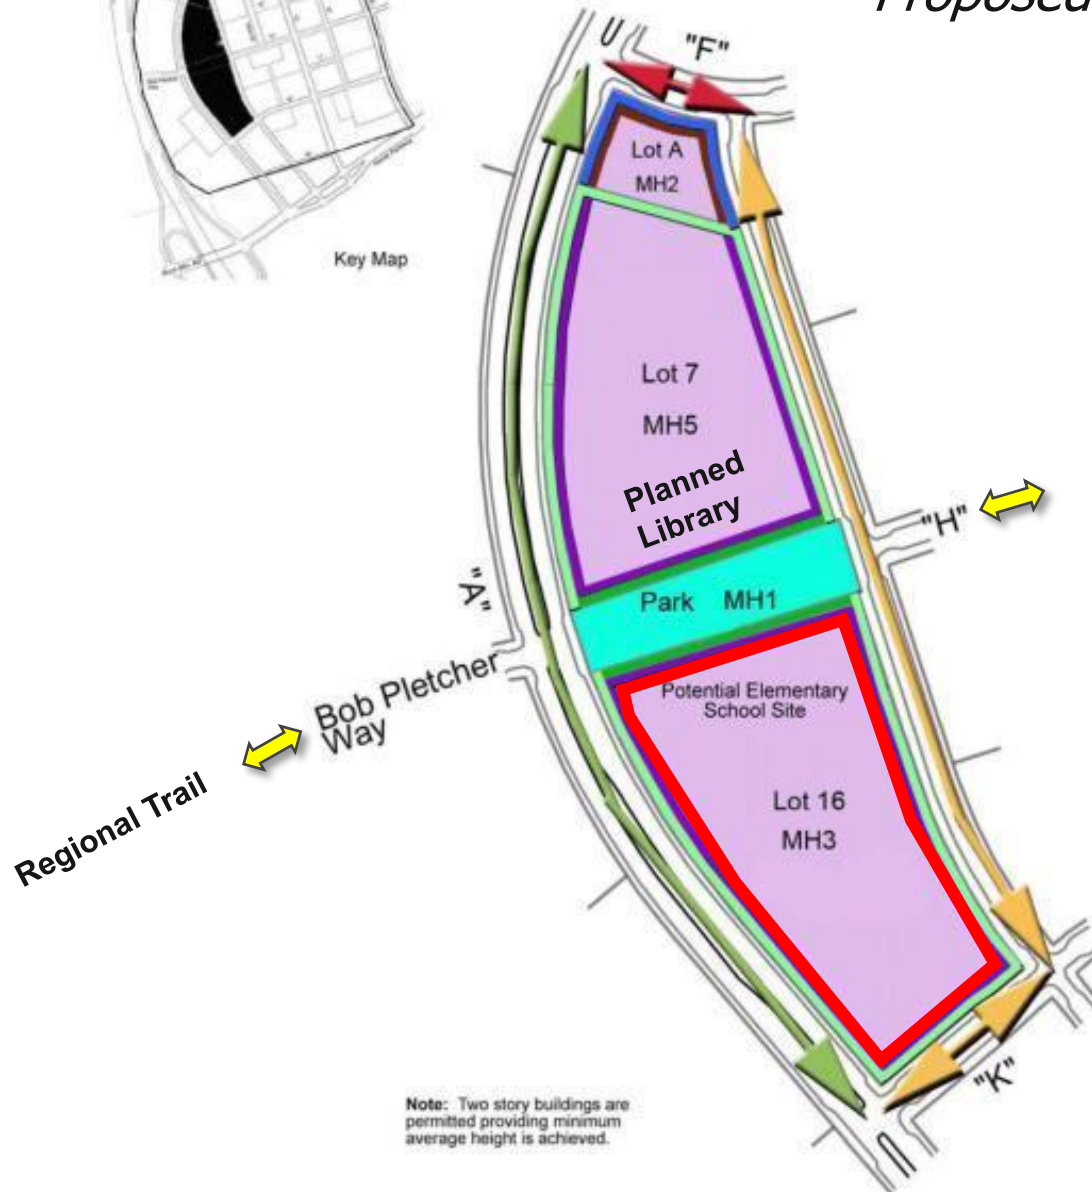 Proposed
"F"
Lot A
MH2
Key Map
Lot 7
MH5
Planned
Library
"H"
"A"
Park MH1
Bob Pletcher
Way
Regional Trail
Potential Elementary
School Site
Lot 16
MH3
"K"
Note: Two story buildings are
permitted providing minimum
average height is achieved.